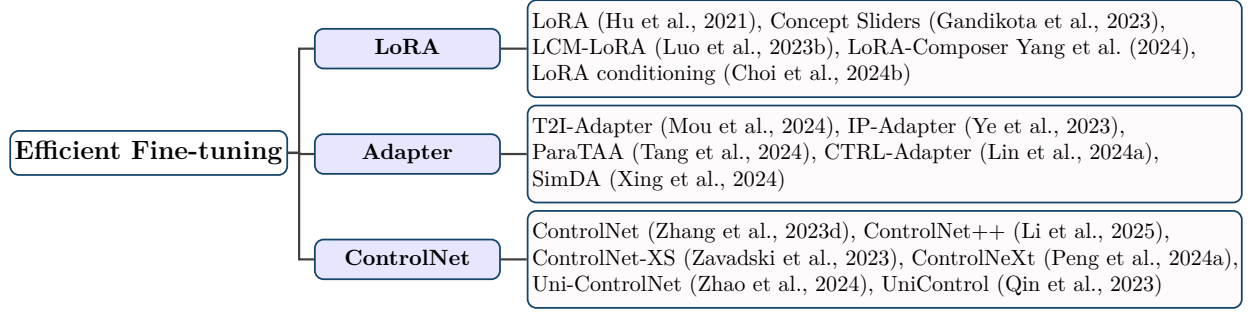 Efficient Fine-tuning
LoRA
LoRA (Hu et al., 2021), Concept Sliders (Gandikota et al., 2023),
LCM-LoRA (Luo et al., 2023b), LoRA-Composer Yang et al. (2024),
LoRA conditioning (Choi et al., 2024b)
Adapter
T2I-Adapter (Mou et al., 2024), IP-Adapter (Ye et al., 2023),
ParaTAA (Tang et al., 2024), CTRL-Adapter (Lin et al., 2024a),
SimDA (Xing et al., 2024)
ControlNet
ControlNet (Zhang et al., 2023d), ControlNet++ (Li et al., 2025),
ControlNet-XS (Zavadski et al., 2023), ControlNeXt (Peng et al., 2024a),
Uni-ControlNet (Zhao et al., 2024), UniControl (Qin et al., 2023)